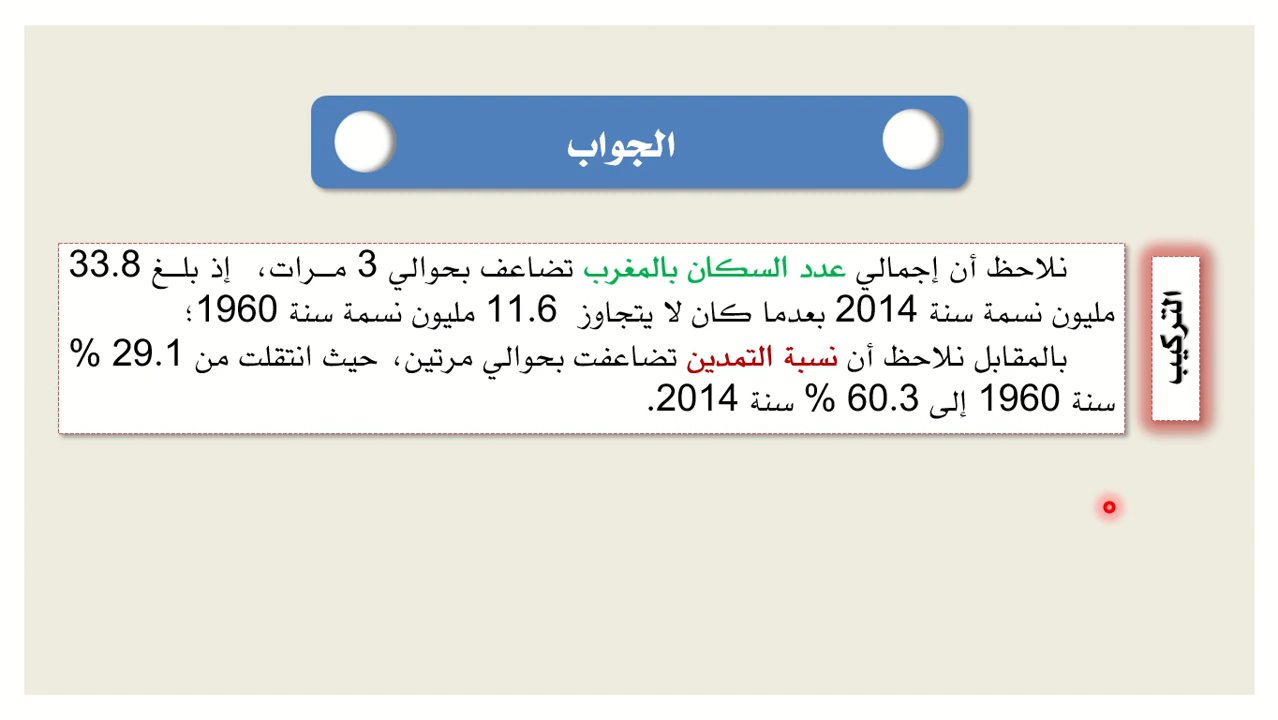 الجواب
نلاحظ أن إجمالي عدد السكان بالمغرب تضاعف بحوالي 3 مــرات، إذ بلــغ 33.8
مليون نسمة سنة 2014 بعدما كان لا يتجاوز 11.6 مليون نسمة سنة 1960؛
بالمقابل نلاحظ أن نسبة التمدين تضاعفت بحوالي مرتين، حيث انتقلت من 29.1 %
سنة 1960 إلى 60.3 % سنة 2014.
التركيب